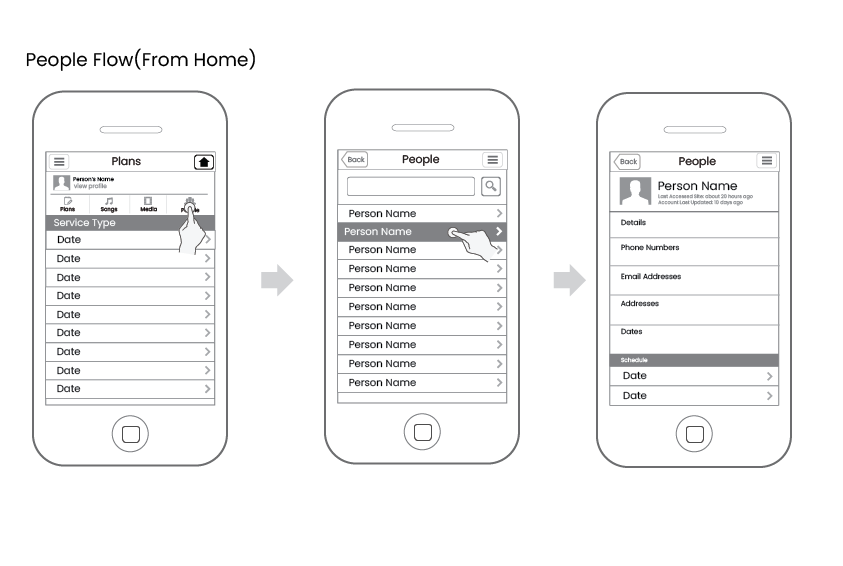 People Flow(From Home)
Plans
Person's Name
view profile
Plans Songs Media
Service Type
Date
Date
Date
Date
Date
Date
Date
Date
Date
Back People
Person Name
Person Name
Person Name
Person Name
Person Name
Person Name
Person Name
Person Name
Person Name
Person Name
Back People
Person Name
Last Accessed Site: about 20 hours ago
Account Last Updated: 10 days ago
Details
Phone Numbers
Email Addresses
Addresses
Dates
Schedule
Date
Date